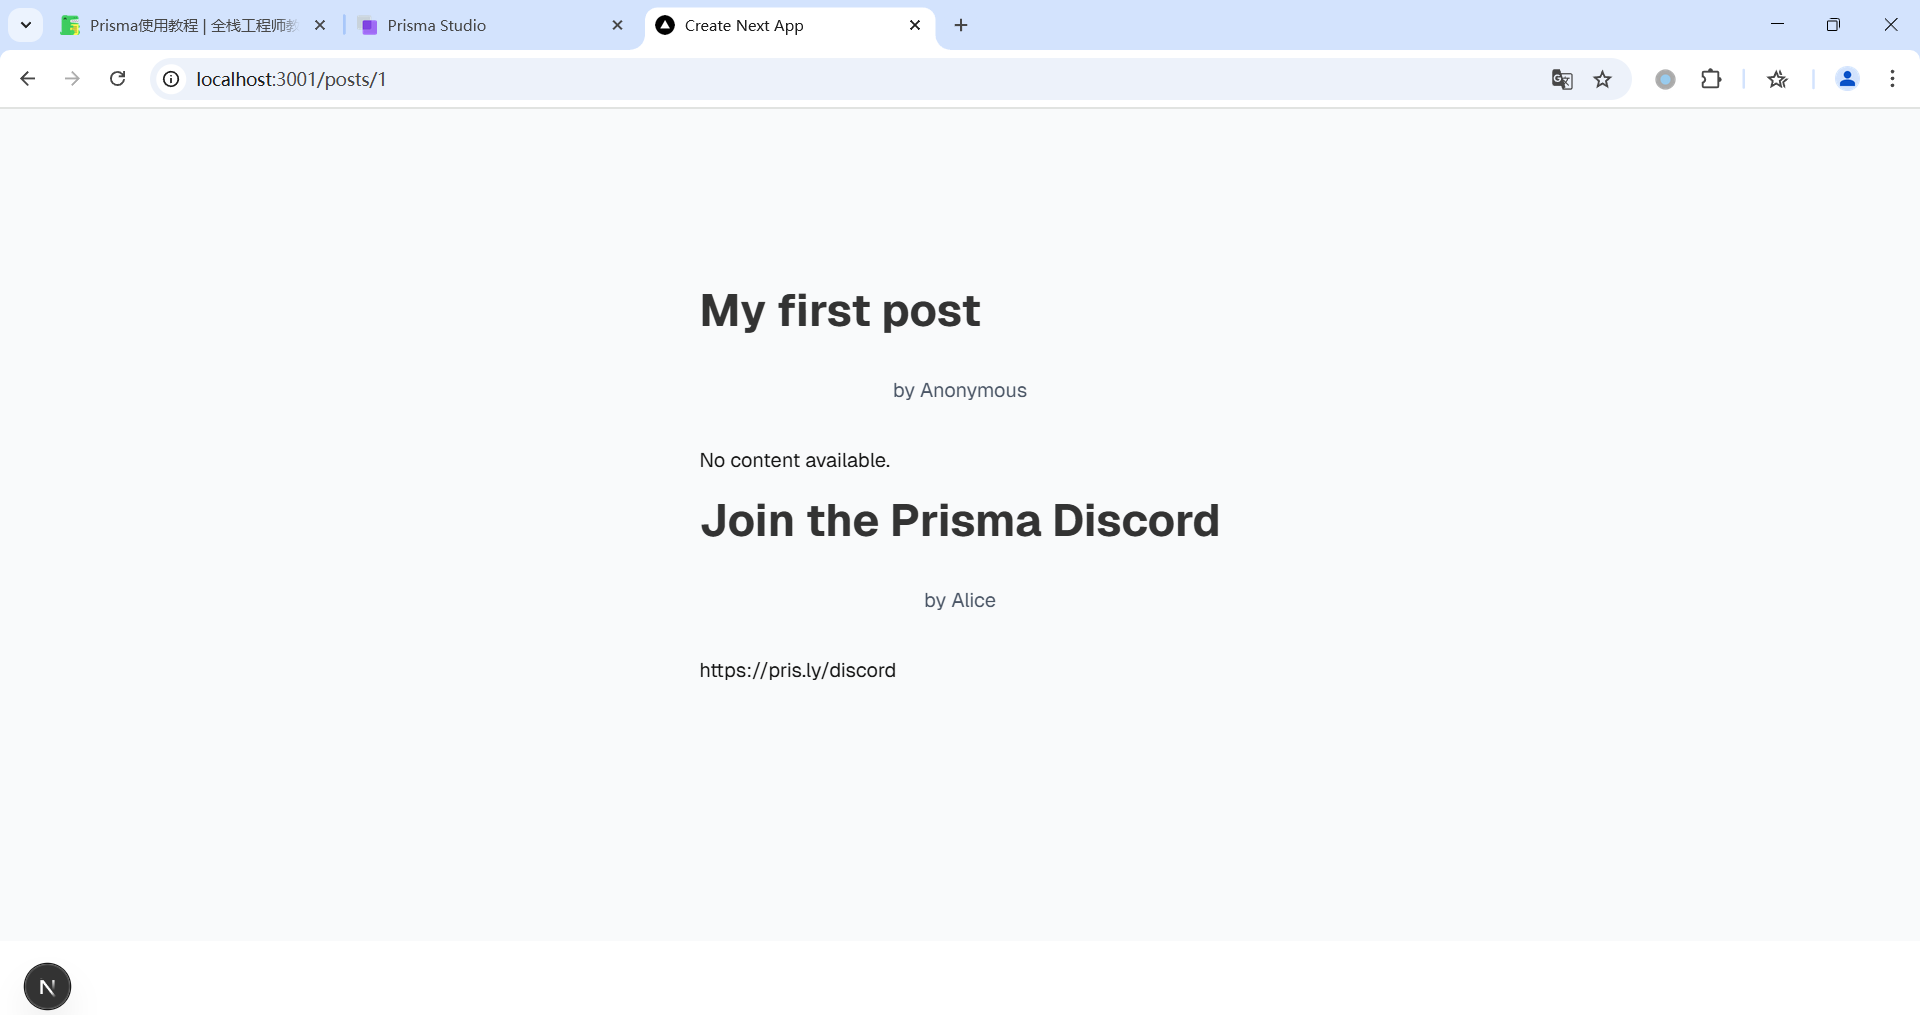 Prisma使用教程 | 全栈工程师教
Prisma Studio
Create Next App
localhost:3001/posts/1
My first post
by Anonymous
No content available.
Join the Prisma Discord
by Alice
https://pris.ly/discord
N